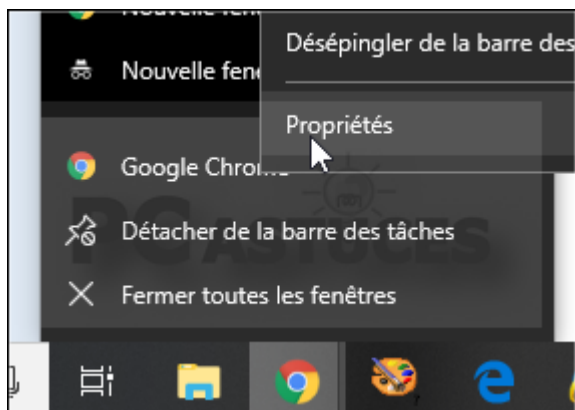 Nouvelle fen
Désépingler de la barre des
Nouvelle fen
Propriétés
Google Chrome
Détacher de la barre des tâches
PC ASTUCES
Fermer toutes les fenêtres